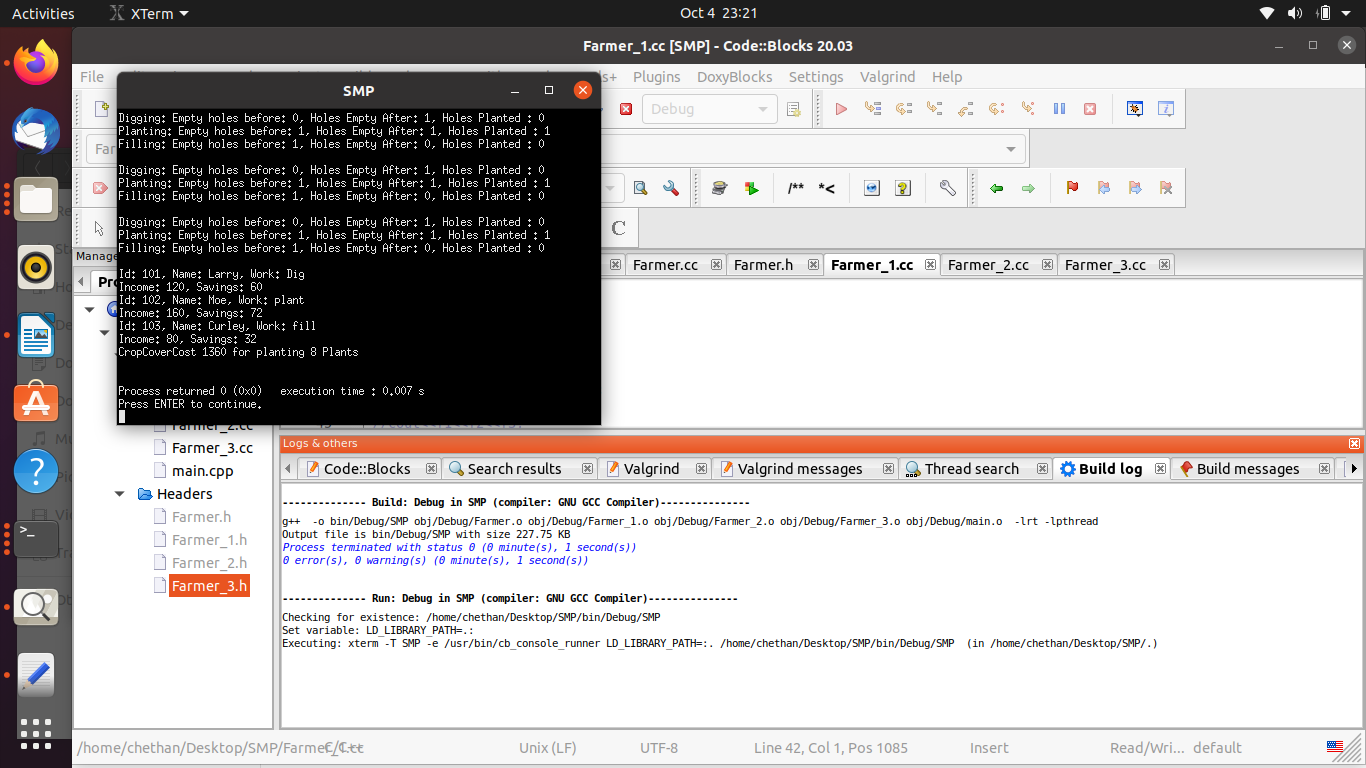 Activities XTerm Oct 4 23:21
Farmer_1.cc [SMP] - Code::Blocks 20.03
File Plugins DoxyBlocks Settings Valgrind Help
SMP
Debug
Digging: Empty holes before: 0, Holes Empty After: 1, Holes Planted : 0
Planting: Empty holes before: 1, Holes Empty After: 1, Holes Planted : 1
Filling: Empty holes before: 1, Holes Empty After: 0, Holes Planted : 0
Digging: Empty holes before: 0, Holes Empty After: 1, Holes Planted : 0
Planting: Empty holes before: 1, Holes Empty After: 1, Holes Planted : 1
Filling: Empty holes before: 1, Holes Empty After: 0, Holes Planted : 0
Digging: Empty holes before: 0, Holes Empty After: 1, Holes Planted : 0
Planting: Empty holes before: 1, Holes Empty After: 1, Holes Planted : 1
Filling: Empty holes before: 1, Holes Empty After: 0, Holes Planted : 0
Id: 101, Name: Larry, Work: Dig
Income: 120, Savings: 60
Id: 102, Name: Moe, Work: plant
Income: 160, Savings: 72
Id: 103, Name: Curley, Work: fill
Income: 80, Savings: 32
CropCoverCost 1360 for planting 8 Plants
Process returned 0 (0x0) execution time : 0.007 s
Press ENTER to continue.
/** *<
C
Manage
Farmer.cc Farmer.h Farmer_1.cc Farmer_2.cc Farmer_3.cc
Farmer_2.cc
Farmer_3.cc
main.cpp
Headers
Farmer.h
Farmer_1.h
Farmer_2.h
Farmer_3.h
Logs & others
Code::Blocks Search results Valgrind Valgrind messages Thread search Build log Build messages
-------------- Build: Debug in SMP (compiler: GNU GCC Compiler)---------------
g++ -o bin/Debug/SMP obj/Debug/Farmer.o obj/Debug/Farmer_1.o obj/Debug/Farmer_2.o obj/Debug/Farmer_3.o obj/Debug/main.o -lrt -lpthread
Output file is bin/Debug/SMP with size 227.75 KB
Process terminated with status 0 (0 minute(s), 1 second(s))
0 error(s), 0 warning(s) (0 minute(s), 1 second(s))
-------------- Run: Debug in SMP (compiler: GNU GCC Compiler)---------------
Checking for existence: /home/chethan/Desktop/SMP/bin/Debug/SMP
Set variable: LD_LIBRARY_PATH=.:
Executing: xterm -T SMP -e /usr/bin/cb_console_runner LD_LIBRARY_PATH=:. /home/chethan/Desktop/SMP/bin/Debug/SMP (in /home/chethan/Desktop/SMP/.)
Unix (LF) UTF-8 Line 42, Col 1, Pos 1085 Insert Read/Wri... default